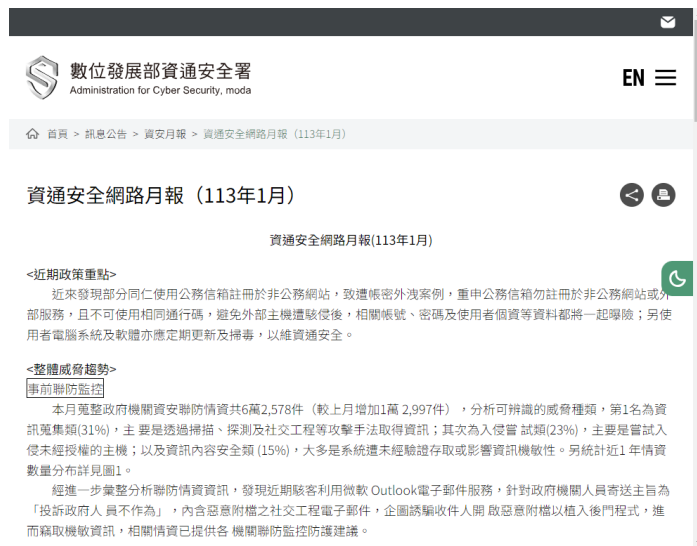 數位發展部資通安全署
Administration for Cyber Security, moda
EN
首頁 > 訊息公告 > 資安月報 > 資通安全網路月報（113年1月）
資通安全網路月報（113年1月）
資通安全網路月報(113年1月)
<近期政策重點>
近來發現部分同仁使用公務信箱註冊於非公務網站，致遭帳密外洩案例，重申公務信箱勿註冊於非公務網站或外
部服務，且不可使用相同通行碼，避免外部主機遭駭侵後，相關帳號、密碼及使用者個資等資料都將一起曝險；另使
用者電腦系統及軟體亦應定期更新及掃毒，以維資通安全。
<整體威脅趨勢>
事前聯防監控
本月蒐整政府機關資安聯防情資共6萬2,578件（較上月增加1萬 2,997件），分析可辨識的威脅種類，第1名為資
訊蒐集類(31%)，主 要是透過掃描、探測及社交工程等攻擊手法取得資訊；其次為入侵嘗 試類(23%)，主要是嘗試入
侵未經授權的主機；以及資訊內容安全類 (15%)，大多是系統遭未經驗證存取或影響資訊機敏性。另統計近1 年情資
數量分布詳見圖1。
經進一步彙整分析聯防情資資訊，發現近期駭客利用微軟 Outlook電子郵件服務，針對政府機關人員寄送主旨為
「投訴政府人 員不作為」，內含惡意附檔之社交工程電子郵件，企圖誘騙收件人開 啟惡意附檔以植入後門程式，進
而竊取機敏資訊，相關情資已提供各 機關聯防監控防護建議。